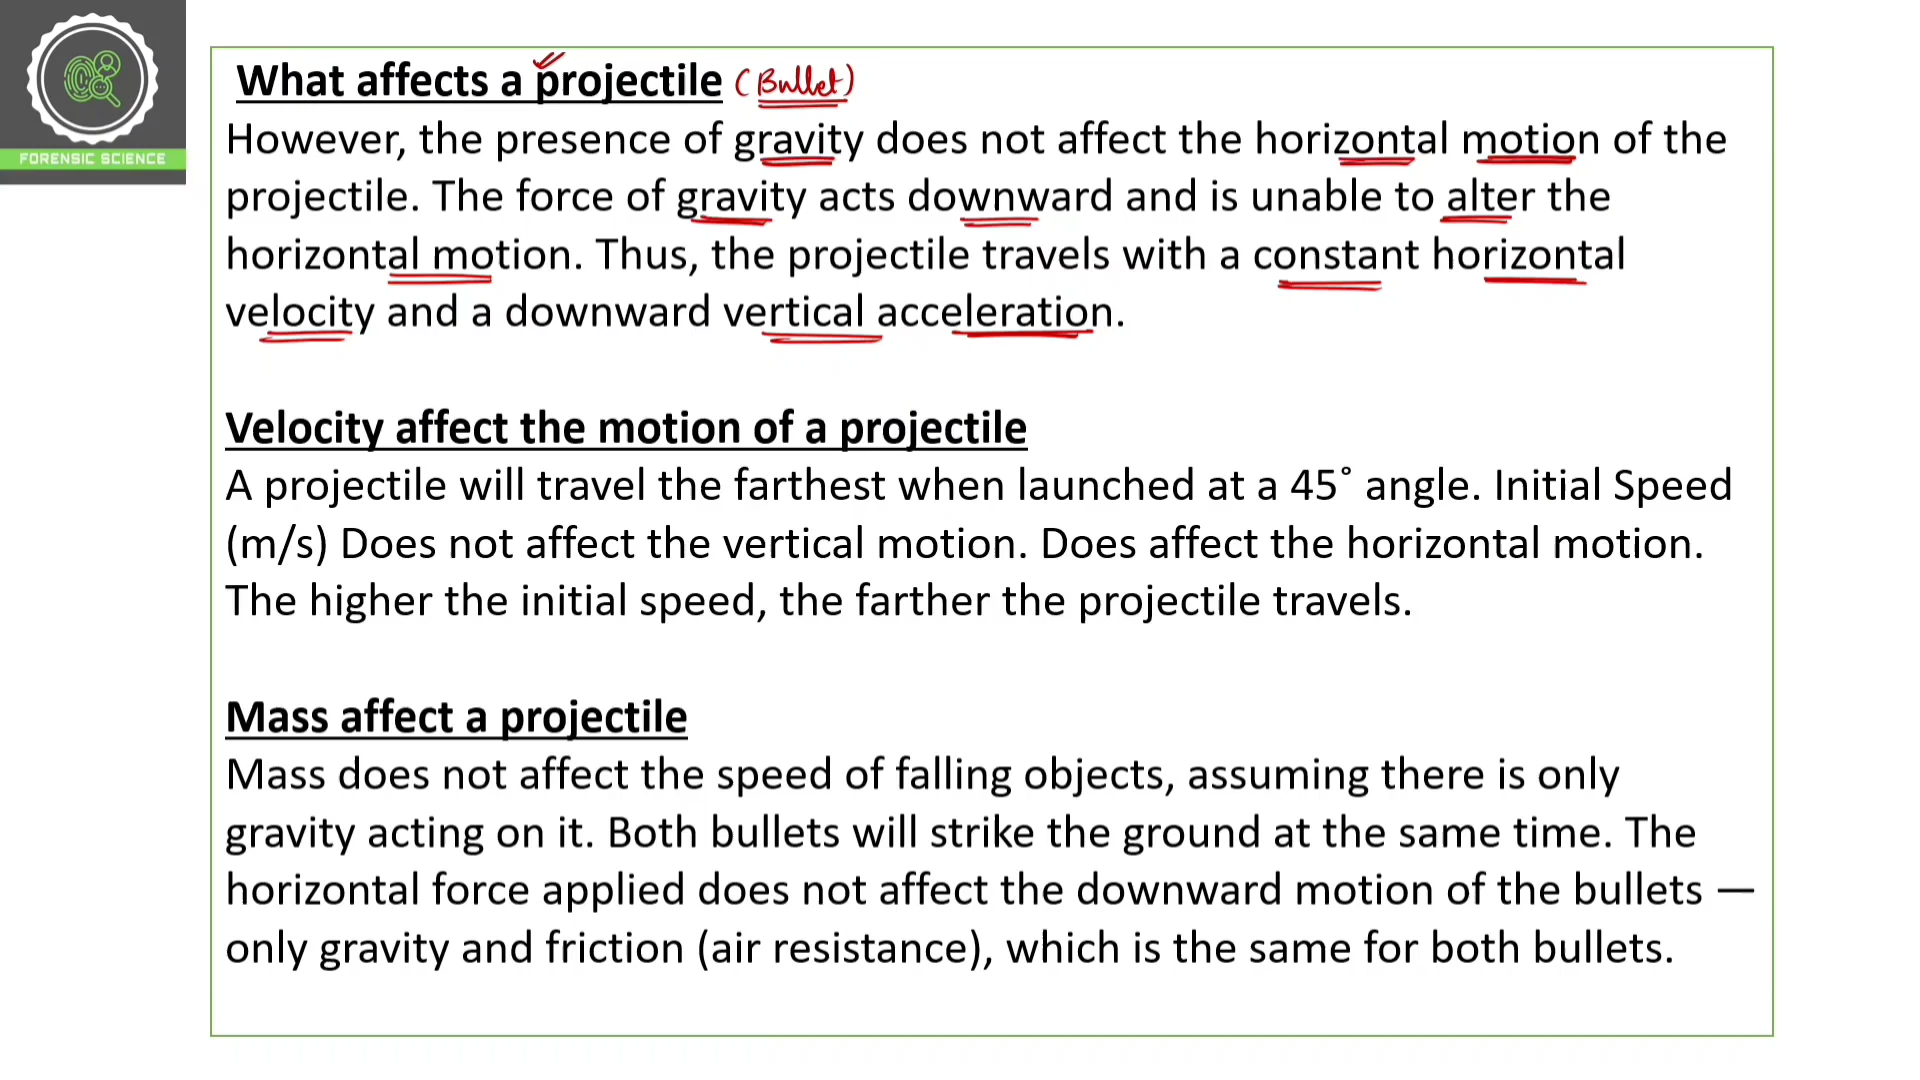 FORENSIC SCIENCE
What affects a projectile (Bullet)
However, the presence of gravity does not affect the horizontal motion of the
projectile. The force of gravity acts downward and is unable to alter the
horizontal motion. Thus, the projectile travels with a constant horizontal
velocity and a downward vertical acceleration.
Velocity affect the motion of a projectile
A projectile will travel the farthest when launched at a 45˚ angle. Initial Speed
(m/s) Does not affect the vertical motion. Does affect the horizontal motion.
The higher the initial speed, the farther the projectile travels.
Mass affect a projectile
Mass does not affect the speed of falling objects, assuming there is only
gravity acting on it. Both bullets will strike the ground at the same time. The
horizontal force applied does not affect the downward motion of the bullets —
only gravity and friction (air resistance), which is the same for both bullets.